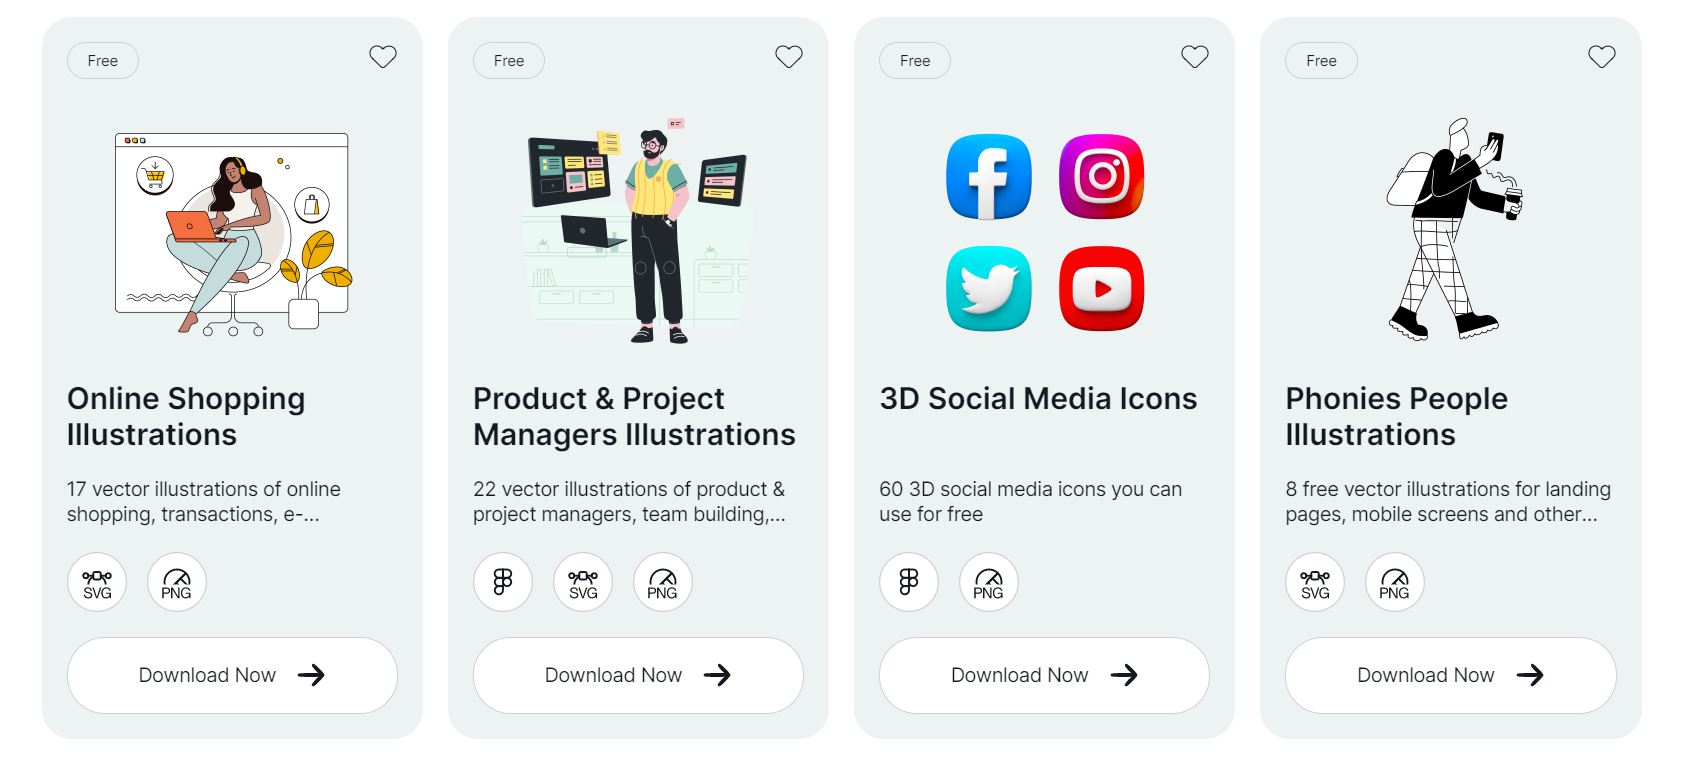 Free
Online Shopping
Illustrations
17 vector illustrations of online
shopping, transactions, e-...
SVG
PNG
Download Now
Free
Product & Project
Managers Illustrations
22 vector illustrations of product &
project managers, team building,...
SVG
PNG
Download Now
Free
3D Social Media Icons
60 3D social media icons you can
use for free
PNG
Download Now
Free
Phonies People
Illustrations
8 free vector illustrations for landing
pages, mobile screens and other...
SVG
PNG
Download Now